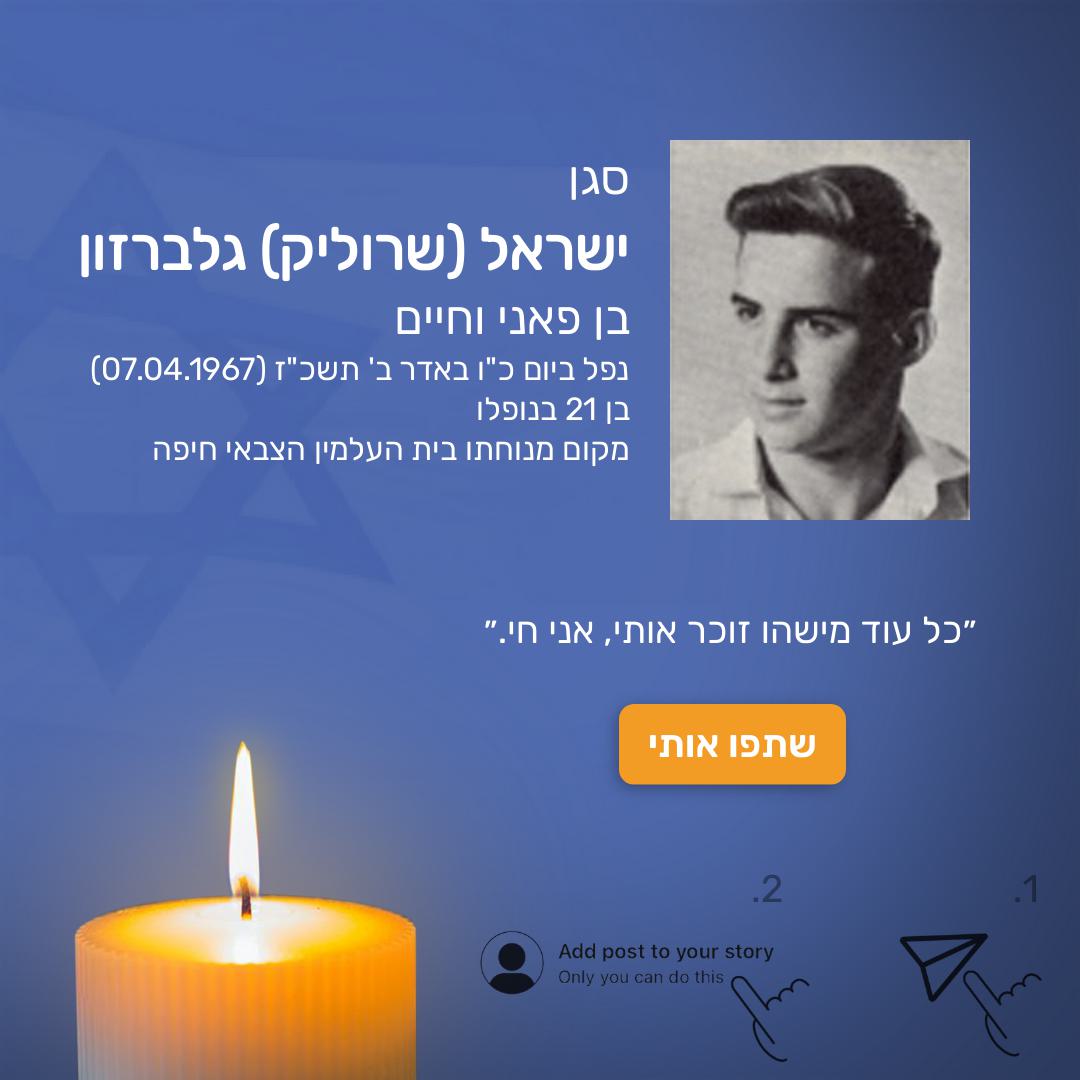 סגן
ישראל (שרוליק) גלברזון
בן פאני וחיים
נפל ביום כ"ו באדר ב' תשכ"ז (07.04.1967)
בן 21 בנופלו
מקום מנוחתו בית העלמין הצבאי חיפה
״כל עוד מישהו זוכר אותי, אני חי.״
שתפו אותי
.1
.2
Add post to your story
Only you can do this